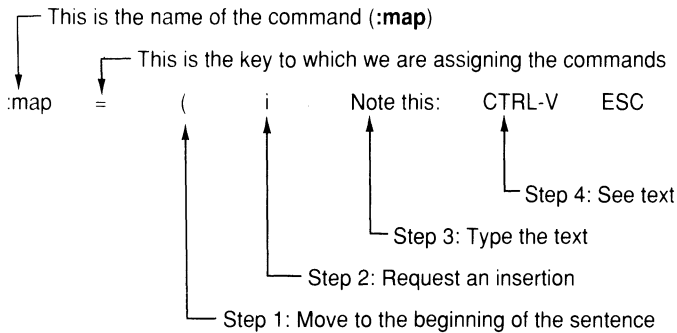 This is the name of the command (:map)
This is the key to which we are assigning the commands
:map = ( i Note this: CTRL-V ESC
Step 4: See text
Step 3: Type the text
Step 2: Request an insertion
Step 1: Move to the beginning of the sentence